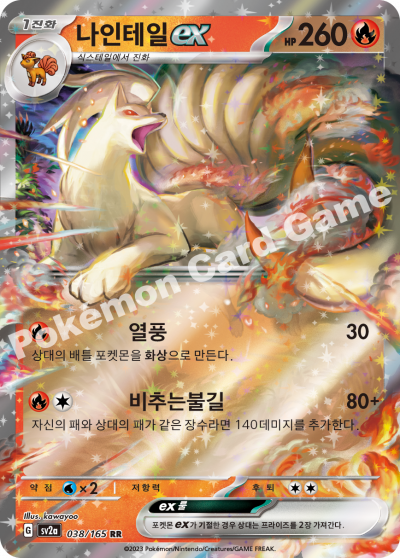 1진화
나인테일 ex
HP 260
식스테일에서 진화
Pokémon Card Game
열풍 30
상대의 배틀 포켓몬을 화상으로 만든다.
비추는불길 80+
자신의 패와 상대의 패가 같은 장수라면 140데미지를 추가한다.
약점 ×2 저항력 후퇴
Illus. kawayoo
ex룰
G sv2a 038/165 RR
포켓몬 ex가 기절한 경우 상대는 프라이즈를 2장 가져간다.
©2023 Pokémon/Nintendo/Creatures/GAME FREAK.